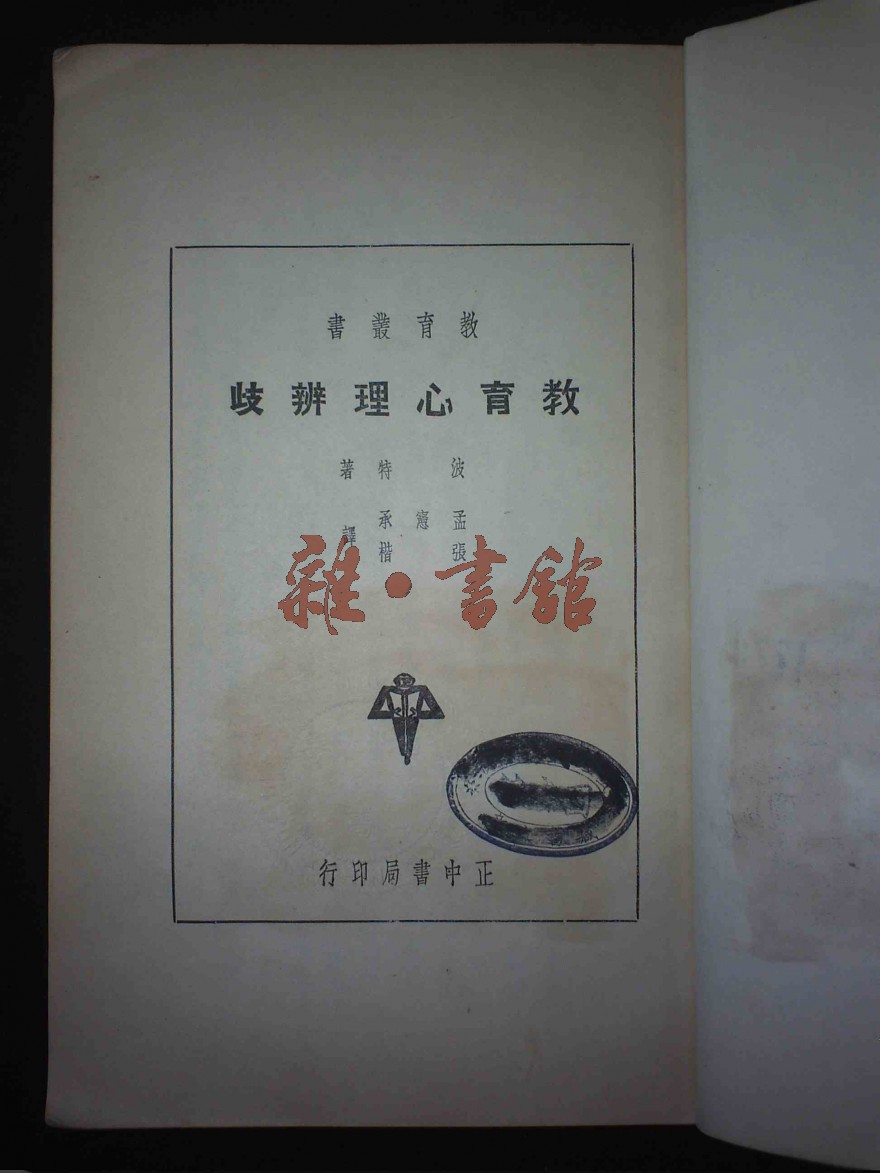 教育叢書
教育心理辨歧
波特著
孟憲承
張楷
譯
雜·書館
正中書局印行